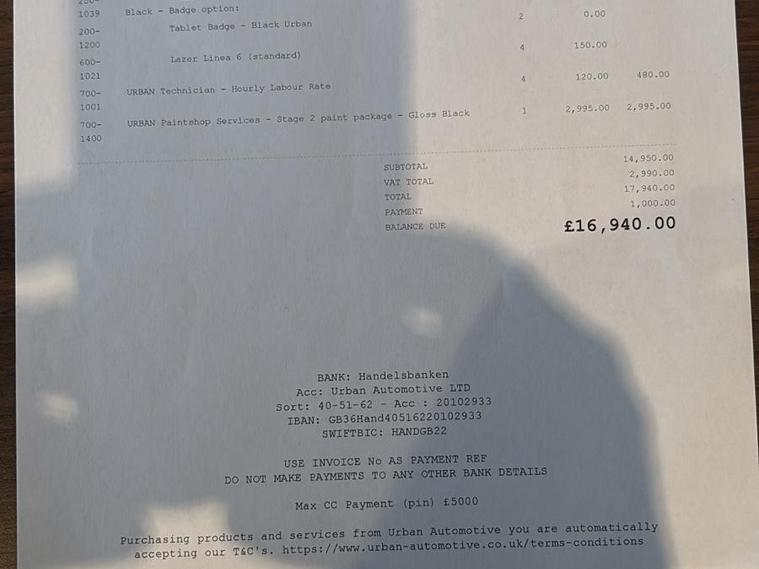 1039 Black - Badge option:
200- Tablet Badge - Black Urban 2 0.00
1200
600- Lazer Linea 6 (standard) 4 150.00
1021
700- URBAN Technician - Hourly Labour Rate 4 120.00 480.00
1001
700- URBAN Paintshop Services - Stage 2 paint package - Gloss Black 1 2,995.00 2,995.00
1400
SUBTOTAL 14,950.00
VAT TOTAL 2,990.00
TOTAL 17,940.00
PAYMENT 1,000.00
BALANCE DUE £16,940.00
BANK: Handelsbanken
Acc: Urban Automotive LTD
Sort: 40-51-62 - Acc : 20102933
IBAN: GB36Hand40516220102933
SWIFTBIC: HANDGB22
USE INVOICE No AS PAYMENT REF
DO NOT MAKE PAYMENTS TO ANY OTHER BANK DETAILS
Max CC Payment (pin) £5000
Purchasing products and services from Urban Automotive you are automatically
accepting our T&C's. https://www.urban-automotive.co.uk/terms-conditions